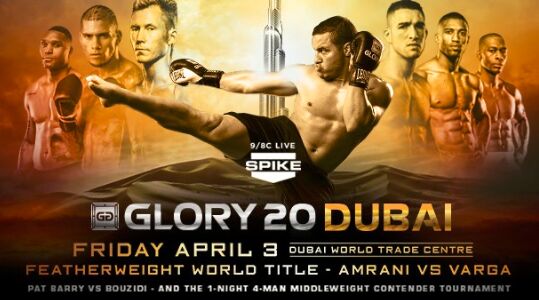 9/8C LIVE
SPIKE
GLORY 20 DUBAI
FRIDAY APRIL 3 DUBAI WORLD TRADE CENTRE
FEATHERWEIGHT WORLD TITLE - AMRANI VS VARGA
PAT BARRY VS BOUZIDI - AND THE 1-NIGHT 4-MAN MIDDLEWEIGHT CONTENDER TOURNAMENT